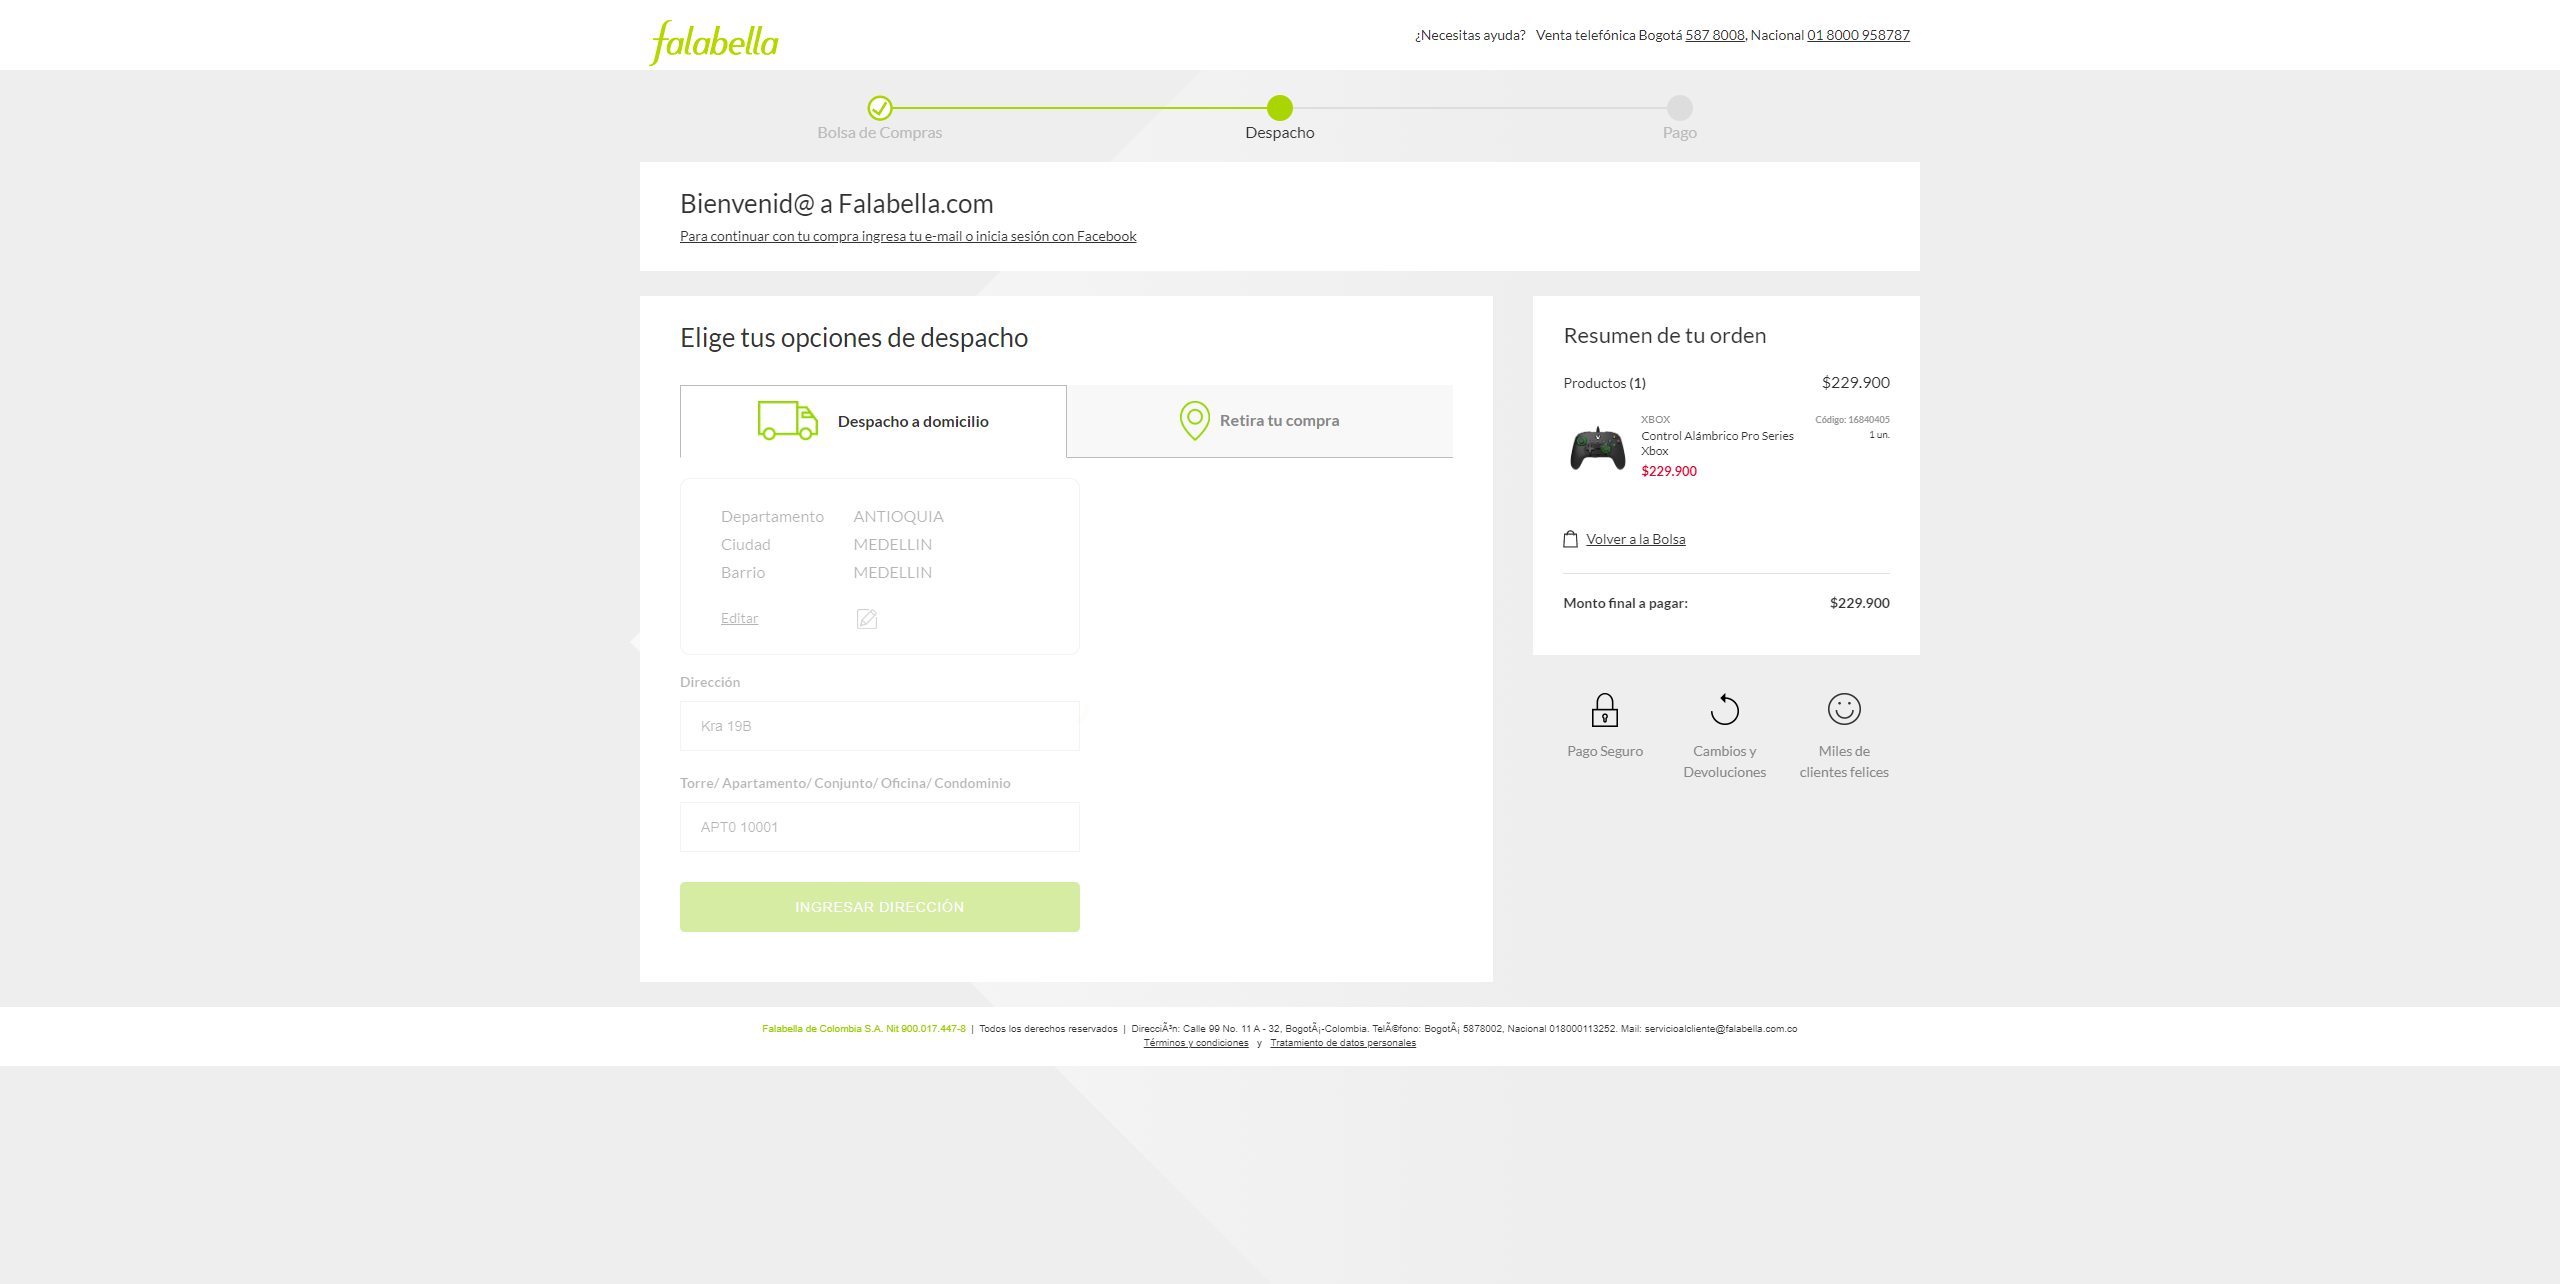 falabella
¿Necesitas ayuda? Venta telefónica Bogotá 587 8008, Nacional 01 8000 958787
Bolsa de Compras
Despacho
Pago
Bienvenid@ a Falabella.com
Para continuar con tu compra ingresa tu e-mail o inicia sesión con Facebook
Elige tus opciones de despacho
Despacho a domicilio
Retira tu compra
Departamento ANTIOQUIA
Ciudad MEDELLIN
Barrio MEDELLIN
Editar
Dirección
Kra 19B
Torre/ Apartamento/ Conjunto/ Oficina/ Condominio
APT0 10001
INGRESAR DIRECCIÓN
Resumen de tu orden
Productos (1) $229.900
XBOX Código: 16840405
Control Alámbrico Pro Series 1 un.
Xbox
$229.900
Volver a la Bolsa
Monto final a pagar: $229.900
Pago Seguro
Cambios y
Devoluciones
Miles de
clientes felices
Falabella de Colombia S.A. Nit 900.017.447-8 | Todos los derechos reservados | DirecciÃ³n: Calle 99 No. 11 A - 32, BogotÃ¡-Colombia. TelÃ©fono: BogotÃ¡ 5878002, Nacional 018000113252. Mail: servicioalcliente@falabella.com.co
Términos y condiciones y Tratamiento de datos personales